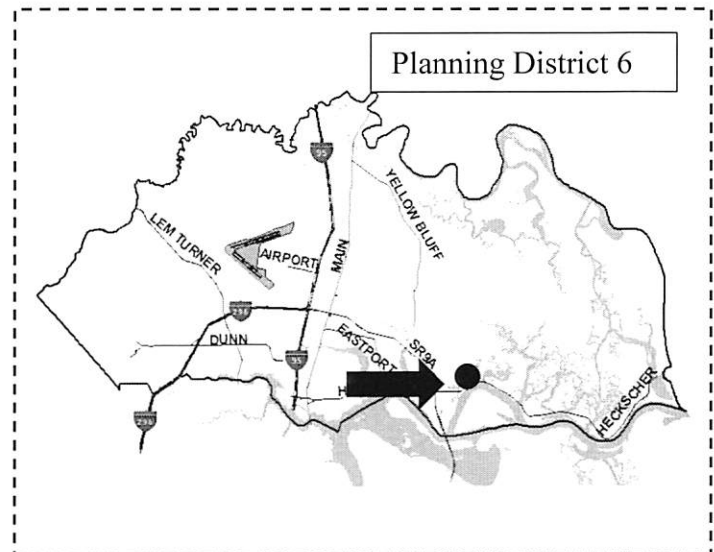 Planning District 6
95
YELLOW BLUFF
LEM TURNER
AIRPORT
MAIN
295
DUNN
EASTPORT
SR9A
95
H
HECKSCHER
295